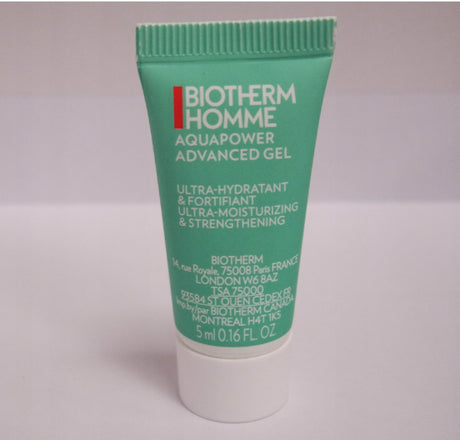 BIOTHERM
HOMME
AQUAPOWER
ADVANCED GEL
ULTRA-HYDRATANT
& FORTIFIANT
ULTRA-MOISTURIZING
& STRENGTHENING
BIOTHERM
14, rue Royale, 75008 Paris FRANCE
LONDON W6 8AZ
TSA 75000
93584 ST OUEN CEDEX FR
Imp.by/par BIOTHERM CANADA
MONTREAL H4T 1K5
5 ml 0.16 FL. OZ